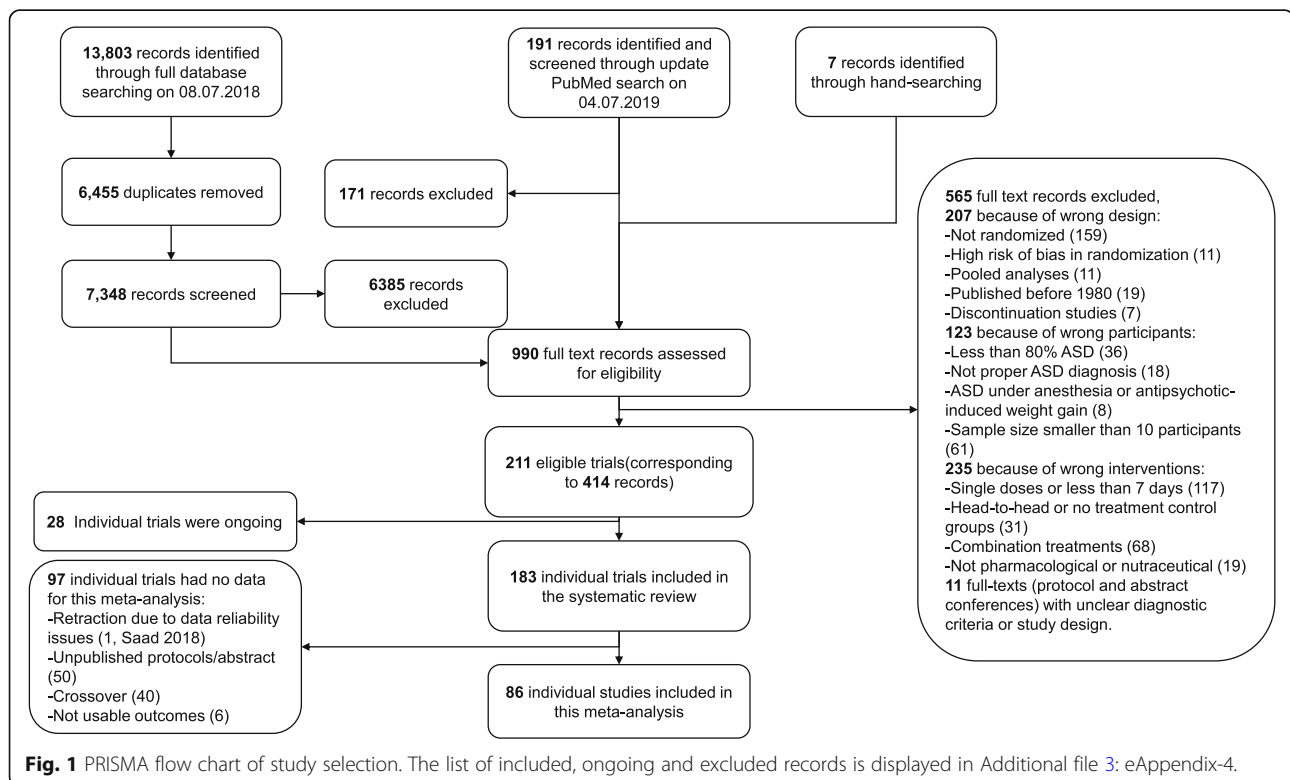 13,803 records identified
through full database
searching on 08.07.2018
191 records identified and
screened through update
PubMed search on
04.07.2019
7 records identified
through hand-searching
6,455 duplicates removed
171 records excluded
7,348 records screened
6385 records
excluded
990 full text records assessed
for eligibility
565 full text records excluded,
207 because of wrong design:
-Not randomized (159)
-High risk of bias in randomization (11)
-Pooled analyses (11)
-Published before 1980 (19)
-Discontinuation studies (7)
123 because of wrong participants:
-Less than 80% ASD (36)
-Not proper ASD diagnosis (18)
-ASD under anesthesia or antipsychotic-
induced weight gain (8)
-Sample size smaller than 10 participants
(61)
235 because of wrong interventions:
-Single doses or less than 7 days (117)
-Head-to-head or no treatment control
groups (31)
-Combination treatments (68)
-Not pharmacological or nutraceutical (19)
11 full-texts (protocol and abstract
conferences) with unclear diagnostic
criteria or study design.
211 eligible trials(corresponding
to 414 records)
28 Individual trials were ongoing
183 individual trials included in
the systematic review
97 individual trials had no data
for this meta-analysis:
-Retraction due to data reliability
issues (1, Saad 2018)
-Unpublished protocols/abstract
(50)
-Crossover (40)
-Not usable outcomes (6)
86 individual studies included in
this meta-analysis
Fig. 1 PRISMA flow chart of study selection. The list of included, ongoing and excluded records is displayed in Additional file 3: eAppendix-4.